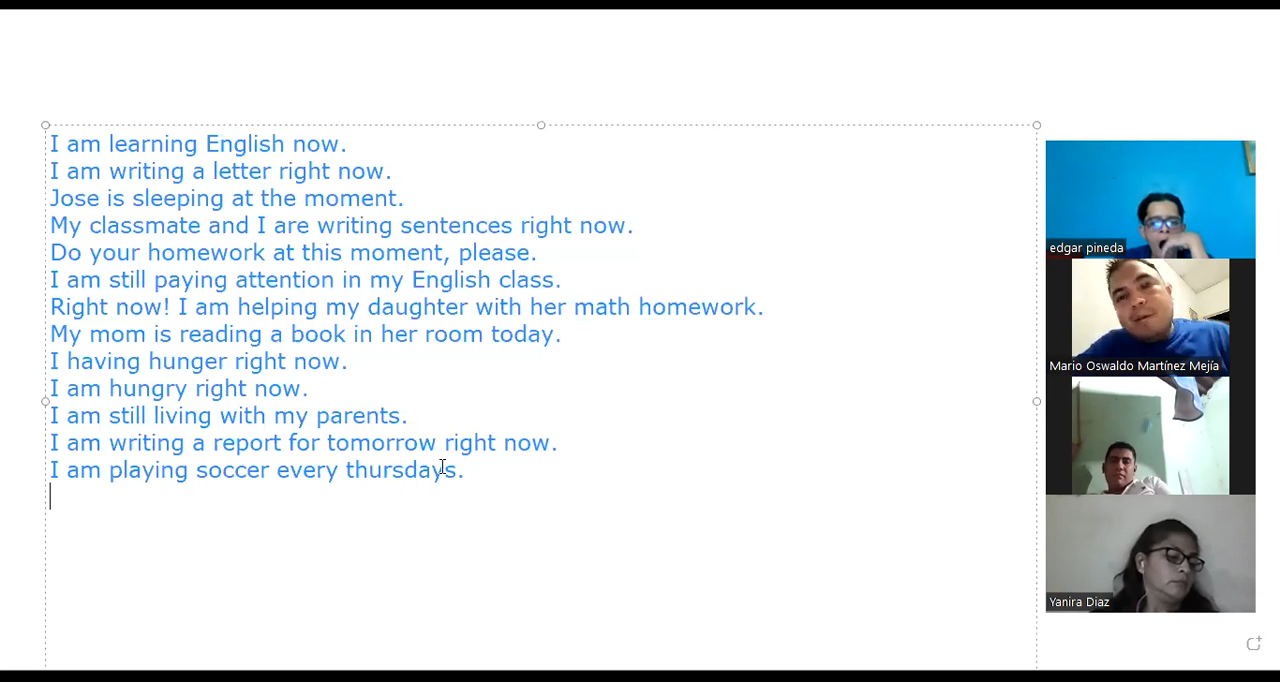 I am learning English now.
I am writing a letter right now.
Jose is sleeping at the moment.
My classmate and I are writing sentences right now.
Do your homework at this moment, please.
I am still paying attention in my English class.
Right now! I am helping my daughter with her math homework.
My mom is reading a book in her room today.
I having hunger right now.
I am hungry right now.
I am still living with my parents.
I am writing a report for tomorrow right now.
I am playing soccer every thursdays.
edgar pineda
Mario Oswaldo Martínez Mejía
Yanira Diaz